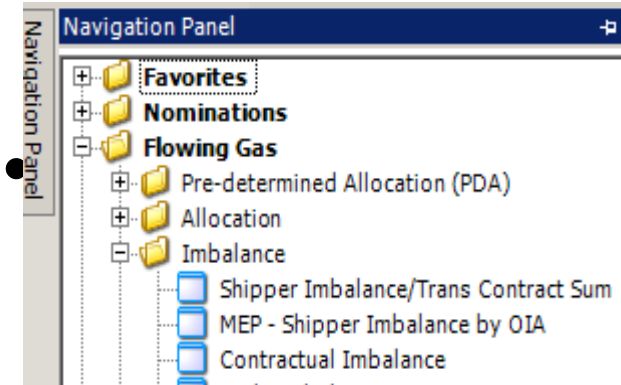 Navigation Panel
Navigation Panel
Favorites
Nominations
Flowing Gas
Pre-determined Allocation (PDA)
Allocation
Imbalance
Shipper Imbalance/Trans Contract Sum
MEP - Shipper Imbalance by OIA
Contractual Imbalance